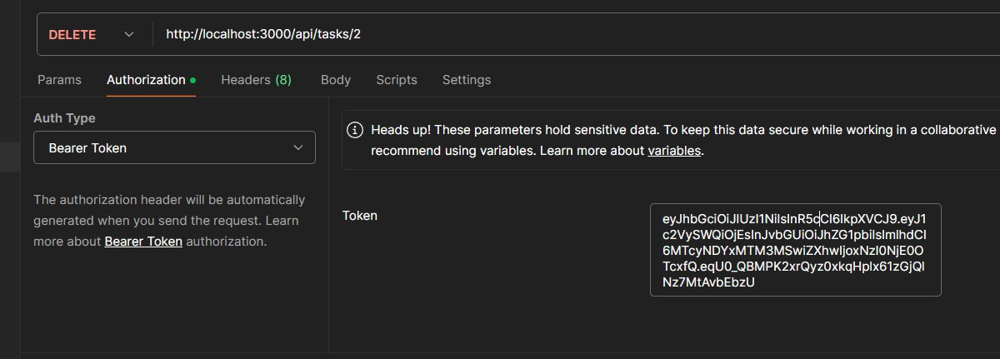 DELETE http://localhost:3000/api/tasks/2
Params Authorization Headers (8) Body Scripts Settings
Auth Type
Bearer Token
The authorization header will be automatically
generated when you send the request. Learn
more about Bearer Token authorization.
Heads up! These parameters hold sensitive data. To keep this data secure while working in a collaborative
recommend using variables. Learn more about variables.
Token
eyJhbGciOiJIUzI1NiIsInR5cCI6IkpXVCJ9.eyJ1
c2VySWQiOjEsInJvbGUiOiJhZG1pbiIsImlhdCI
6MTcyNDYxMTM3MSwiZXhwIjoxNzI0NjE0O
TcxfQ.eqU0_QBMPK2xrQyz0xkqHplx61zGjQl
Nz7MtAvbEbzU